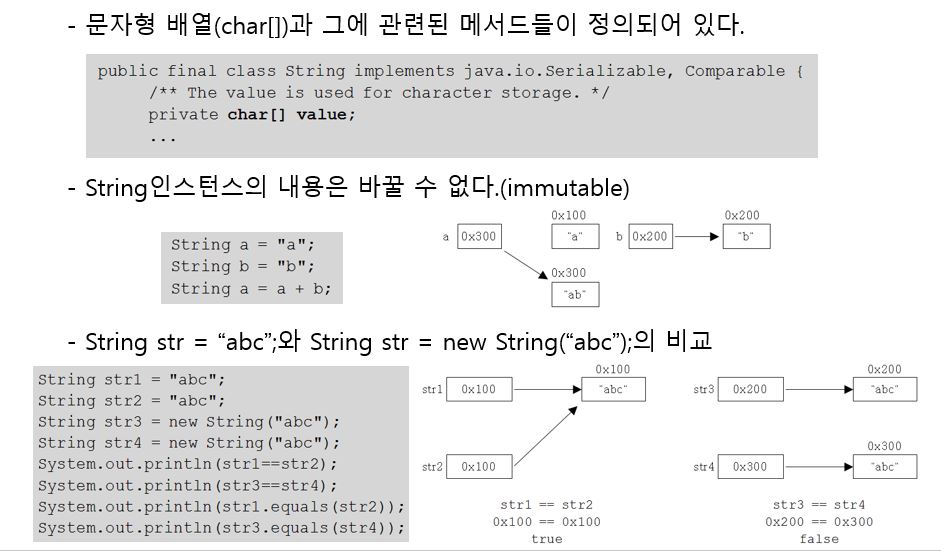 - 문자형 배열(char[])과 그에 관련된 메서드들이 정의되어 있다.
public final class String implements java.io.Serializable, Comparable {
/** The value is used for character storage. */
private char[] value;
...
- String인스턴스의 내용은 바꿀 수 없다.(immutable)
String a = "a";
String b = "b";
String a = a + b;
0x100
0x200
a 0x300
"a"
b 0x200
"b"
0x300
"ab"
- String str = “abc”;와 String str = new String(“abc”);의 비교
String str1 = "abc";
String str2 = "abc";
String str3 = new String("abc");
String str4 = new String("abc");
System.out.println(str1==str2);
System.out.println(str3==str4);
System.out.println(str1.equals(str2));
System.out.println(str3.equals(str4));
0x100
str1 0x100
"abc"
str2 0x100
str1 == str2
0x100 == 0x100
true
0x200
str3 0x200
"abc"
0x300
str4 0x300
"abc"
str3 == str4
0x200 == 0x300
false